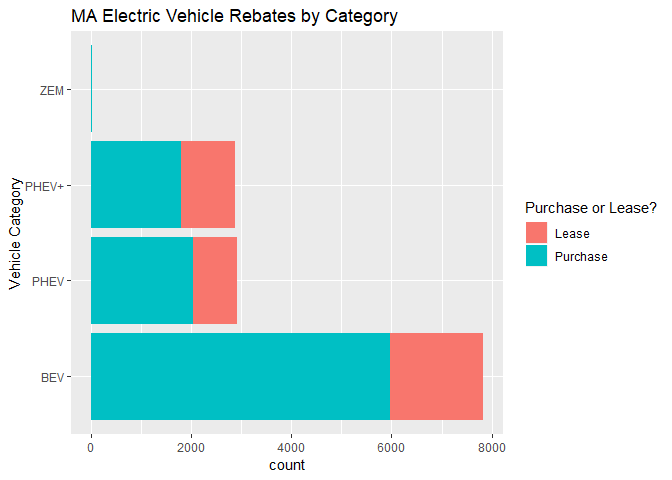 MA Electric Vehicle Rebates by Category
Vehicle Category
ZEM
PHEV+
PHEV
BEV
0 2000 4000 6000 8000
count
Purchase or Lease?
Lease
Purchase